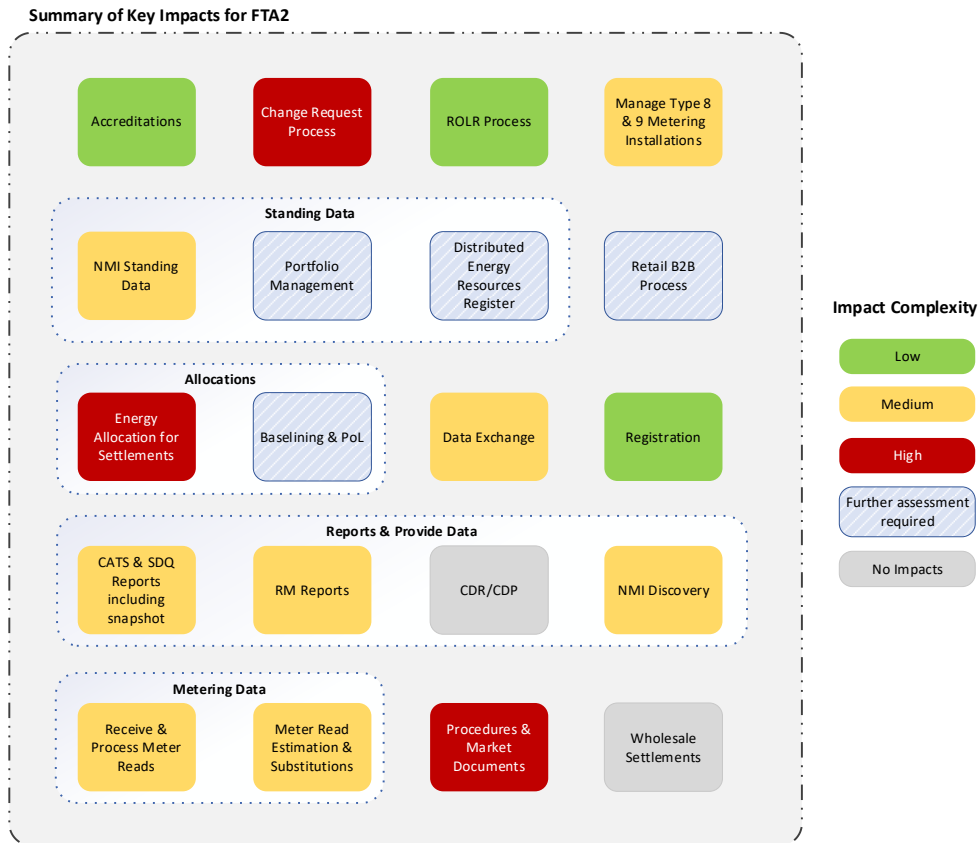 Summary of Key Impacts for FTA2
Accreditations
Change Request
Process
ROLR Process
Manage Type 8
& 9 Metering
Installations
Standing Data
NMI Standing
Data
Portfolio
Management
Distributed
Energy
Resources
Register
Retail B2B
Process
Allocations
Energy
Allocation for
Settlements
Baselining & PoL
Data Exchange
Registration
Reports & Provide Data
CATS & SDQ
Reports
including
snapshot
RM Reports
CDR/CDP
NMI Discovery
Metering Data
Receive &
Process Meter
Reads
Meter Read
Estimation &
Substitutions
Procedures &
Market
Documents
Wholesale
Settlements
Impact Complexity
Low
Medium
High
Further assessment
required
No Impacts